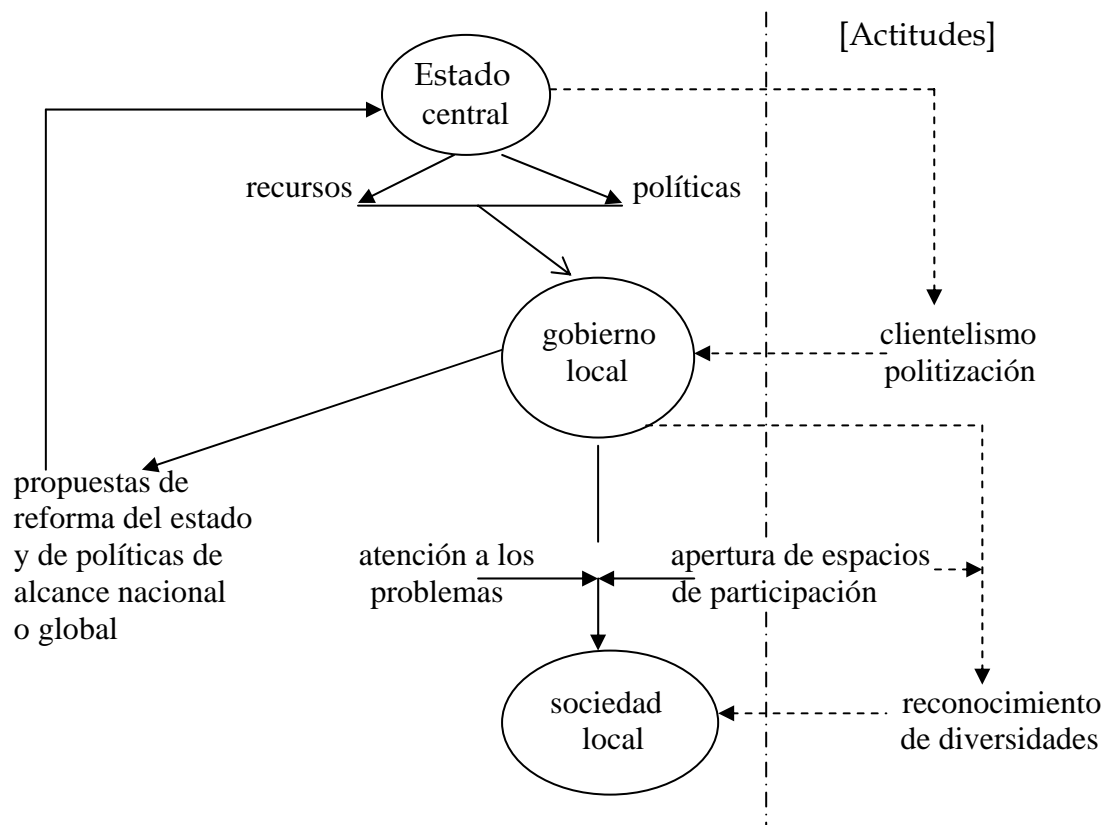 [Actitudes]
Estado
central
recursos
políticas
gobierno
local
clientelismo
politización
propuestas de
reforma del estado
y de políticas de
alcance nacional
o global
atención a los
problemas
apertura de espacios
de participación
sociedad
local
reconocimiento
de diversidades